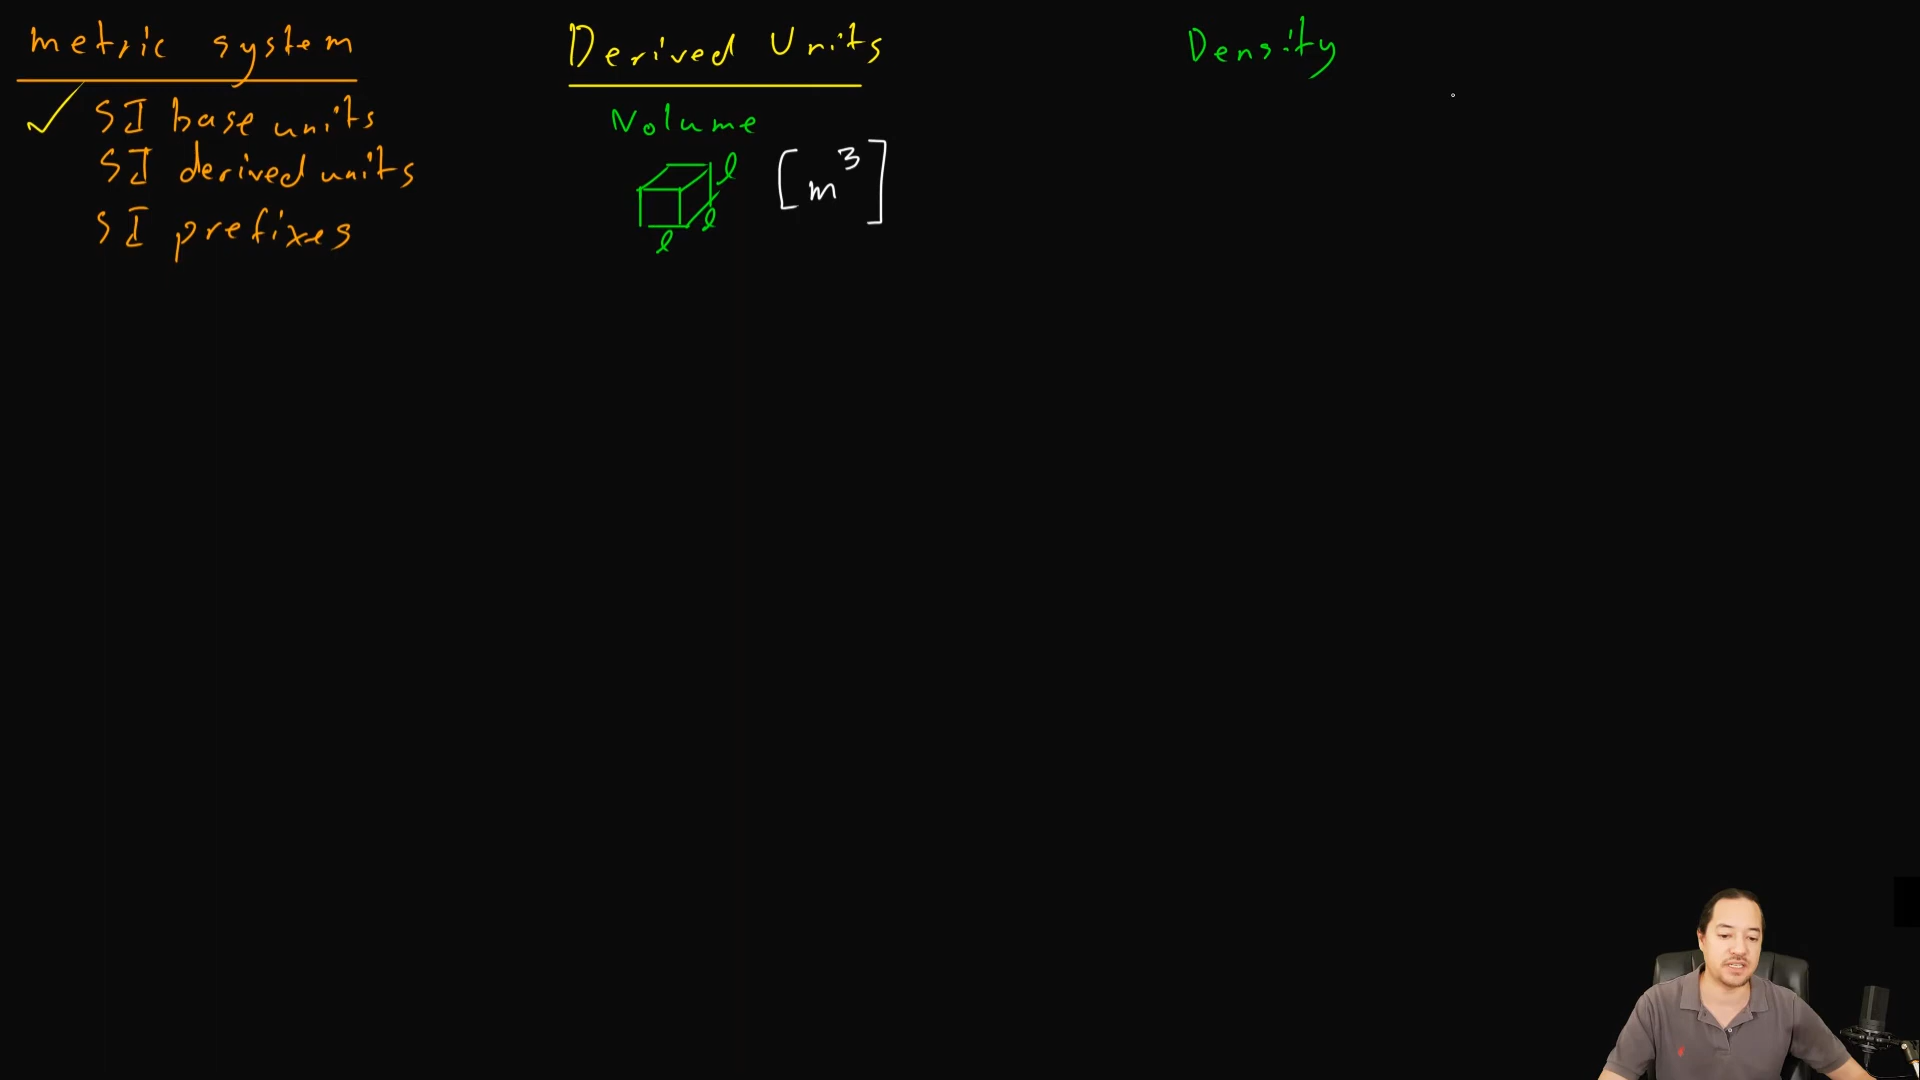 metric system
✓ SI base units
SI derived units
SI prefixes
Derived Units
Volume
l
l
l
[m³]
Density